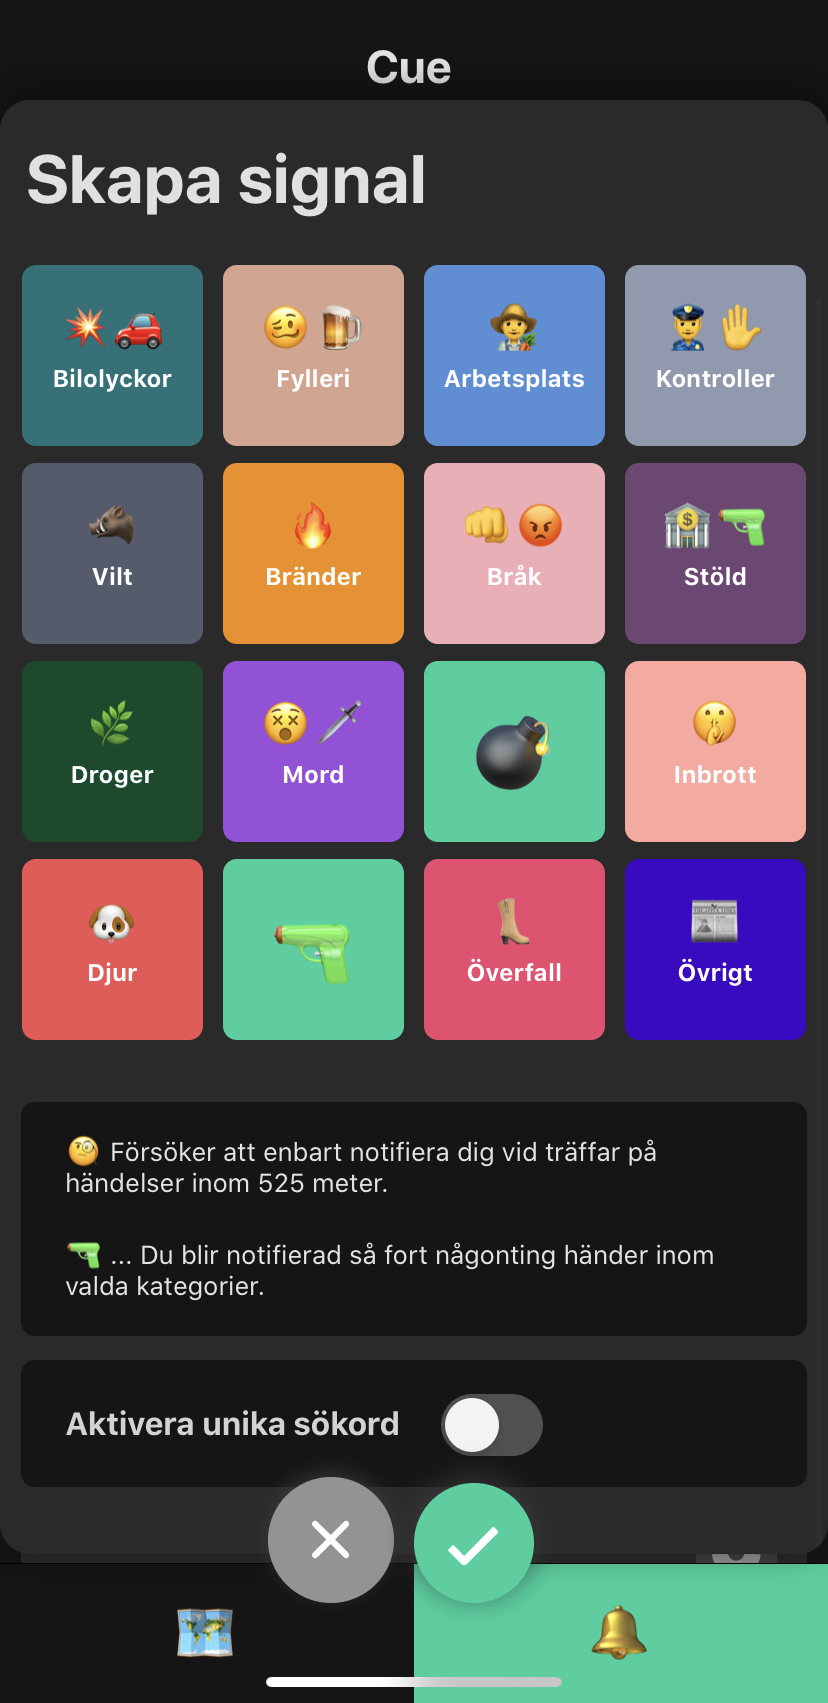 Cue
Skapa signal
Bilolyckor
Fylleri
Arbetsplats
Kontroller
Vilt
Bränder
Bråk
Stöld
Droger
Mord
Inbrott
Djur
Överfall
Övrigt
🧐 Försöker att enbart notifiera dig vid träffar på
händelser inom 525 meter.
🔫 ... Du blir notifierad så fort någonting händer inom
valda kategorier.
Aktivera unika sökord